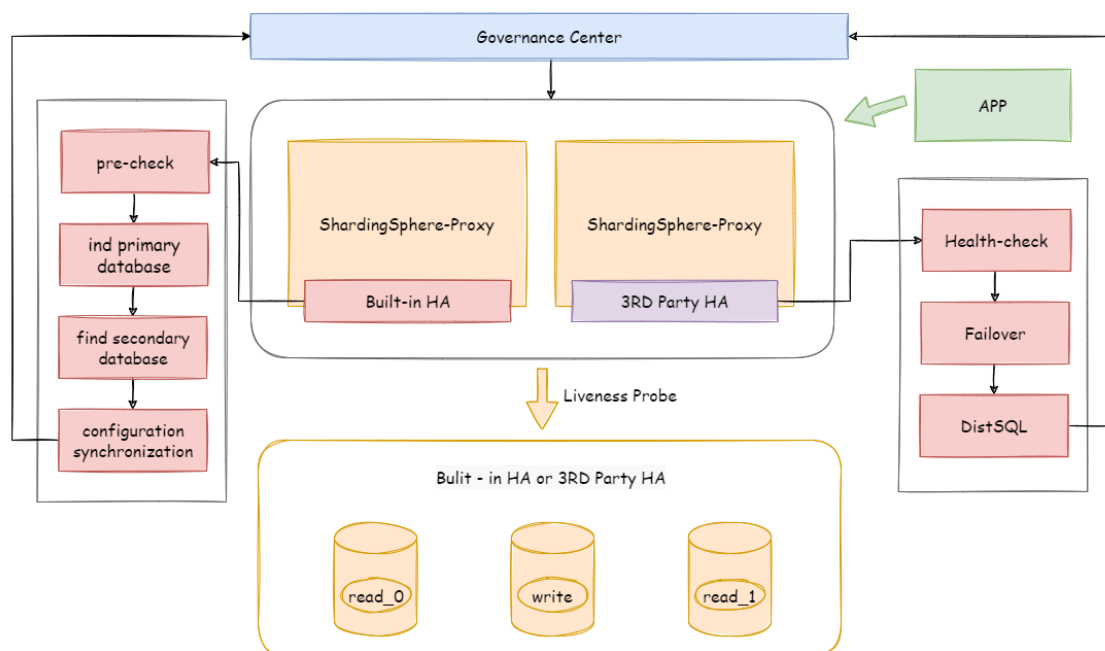 Governance Center
APP
pre-check
ind primary
database
find secondary
database
configuration
synchronization
ShardingSphere-Proxy
Built-in HA
ShardingSphere-Proxy
3RD Party HA
Health-check
Failover
DistSQL
Liveness Probe
Bulit - in HA or 3RD Party HA
read_0
write
read_1